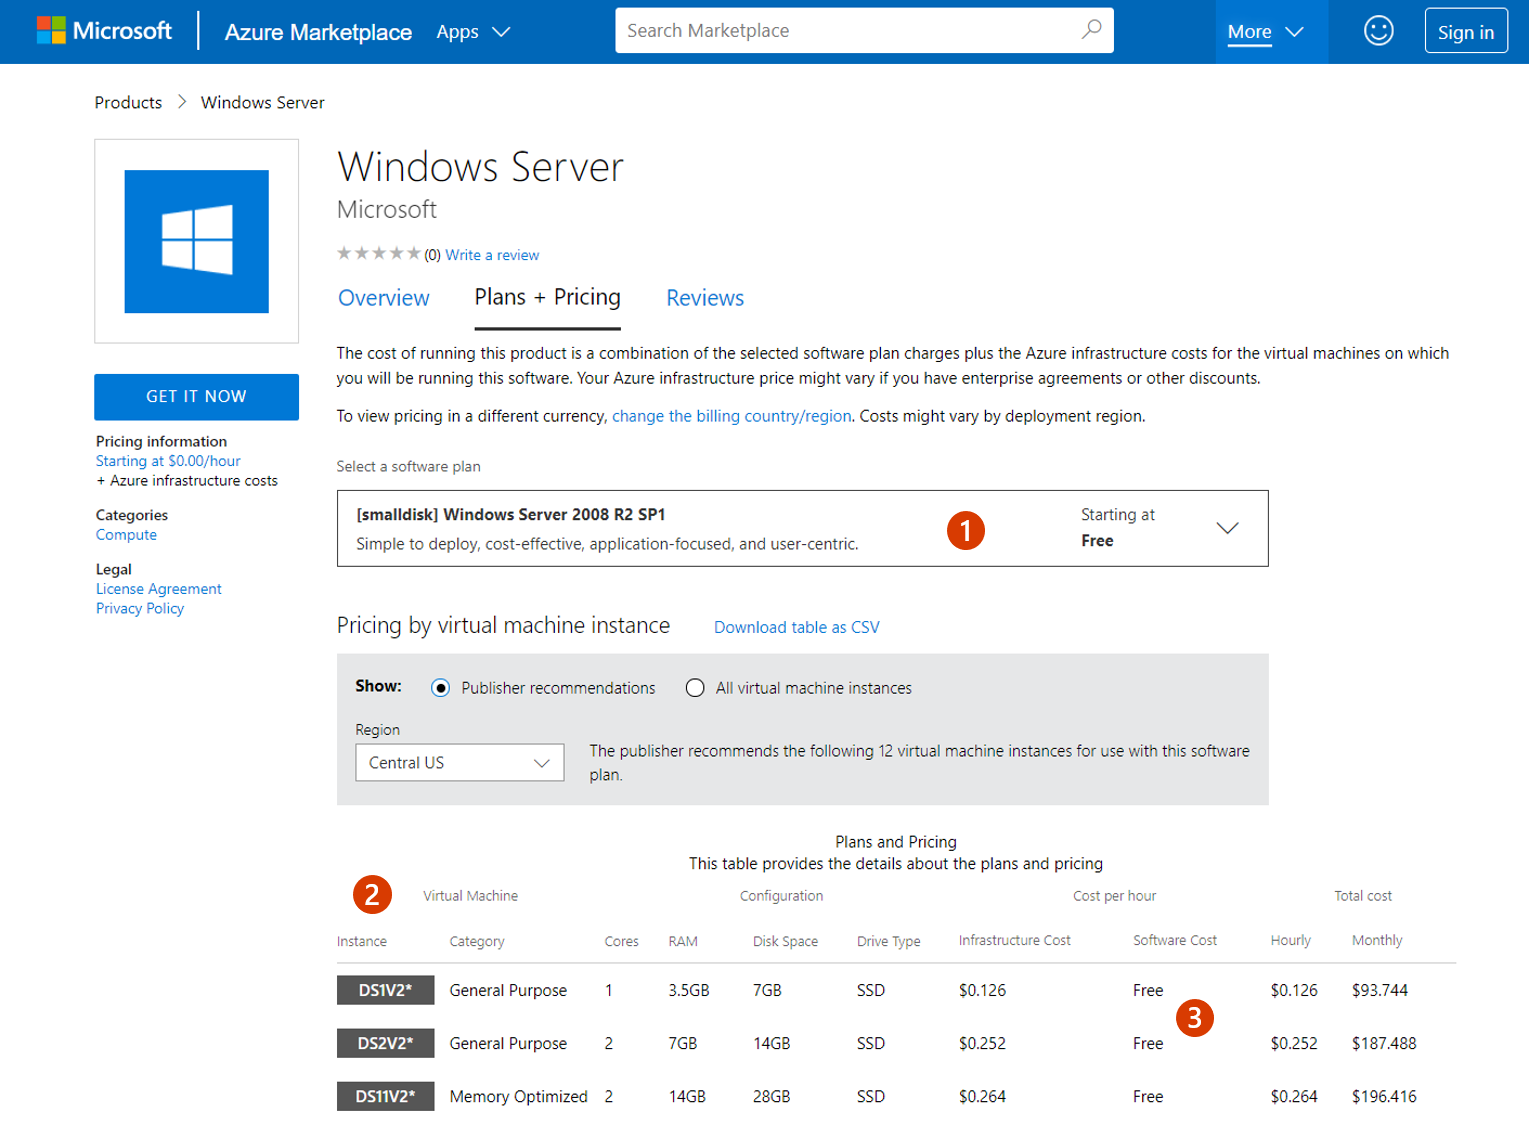 Microsoft
Azure Marketplace
Apps
Search Marketplace
More
Sign in
Products > Windows Server
Windows Server
Microsoft
(0) Write a review
Overview
Plans + Pricing
Reviews
GET IT NOW
Pricing information
Starting at $0.00/hour
+ Azure infrastructure costs
Categories
Compute
Legal
License Agreement
Privacy Policy
The cost of running this product is a combination of the selected software plan charges plus the Azure infrastructure costs for the virtual machines on which
you will be running this software. Your Azure infrastructure price might vary if you have enterprise agreements or other discounts.
To view pricing in a different currency, change the billing country/region. Costs might vary by deployment region.
Select a software plan
[smalldisk] Windows Server 2008 R2 SP1
Simple to deploy, cost-effective, application-focused, and user-centric.
1
Starting at
Free
Pricing by virtual machine instance
Download table as CSV
Show:
Publisher recommendations
All virtual machine instances
Region
Central US
The publisher recommends the following 12 virtual machine instances for use with this software
plan.
Plans and Pricing
This table provides the details about the plans and pricing
2
Virtual Machine Configuration Cost per hour Total cost
Instance Category Cores RAM Disk Space Drive Type Infrastructure Cost Software Cost Hourly Monthly
DS1V2* General Purpose 1 3.5GB 7GB SSD $0.126 Free $0.126 $93.744
3
DS2V2* General Purpose 2 7GB 14GB SSD $0.252 Free $0.252 $187.488
DS11V2* Memory Optimized 2 14GB 28GB SSD $0.264 Free $0.264 $196.416